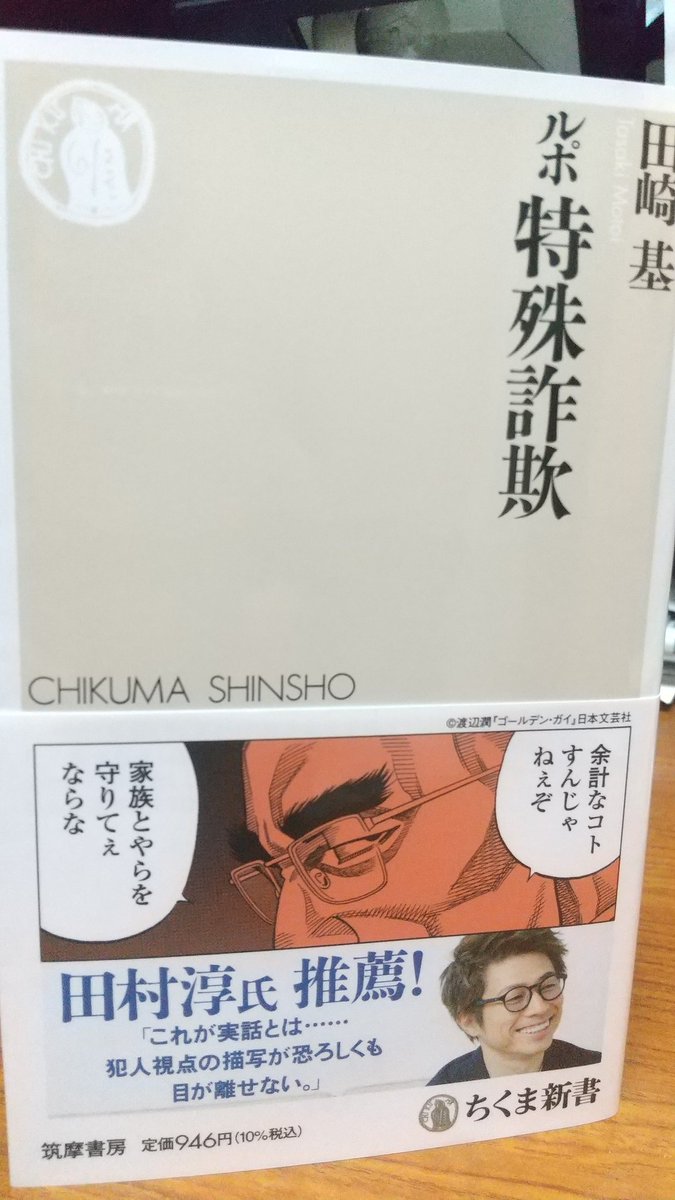 田崎 基
Tasaki Motoi
ルポ 特殊詐欺
CHIKUMA SHINSHO
©渡辺潤「ゴールデン・ガイ」日本文芸社
余計なコト
すんじゃ
ねぇぞ
家族とやらを
守りてぇ
ならな
田村淳氏 推薦!
「これが実話とは……
犯人視点の描写が恐ろしくも
目が離せない。」
ちくま新書
筑摩書房 定価946円(10%税込)